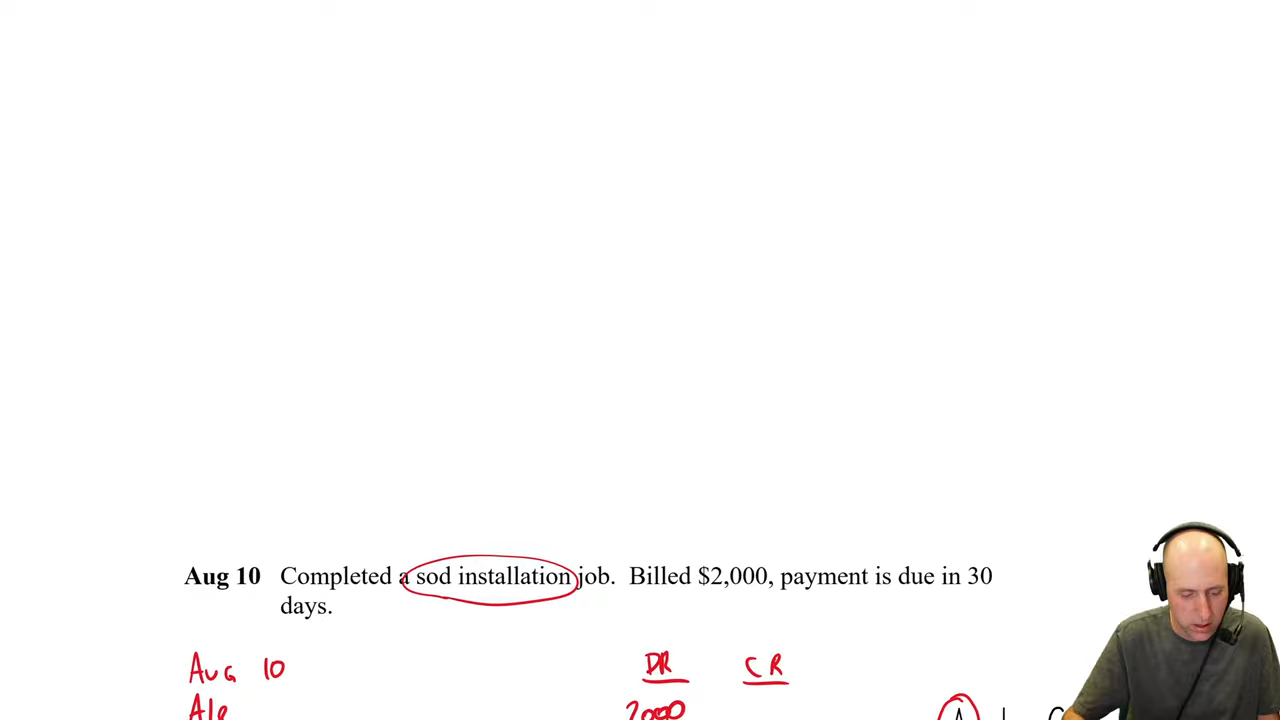 Aug 10 Completed a sod installation job. Billed $2,000, payment is due in 30
days.
Aug 10 DR CR
2000